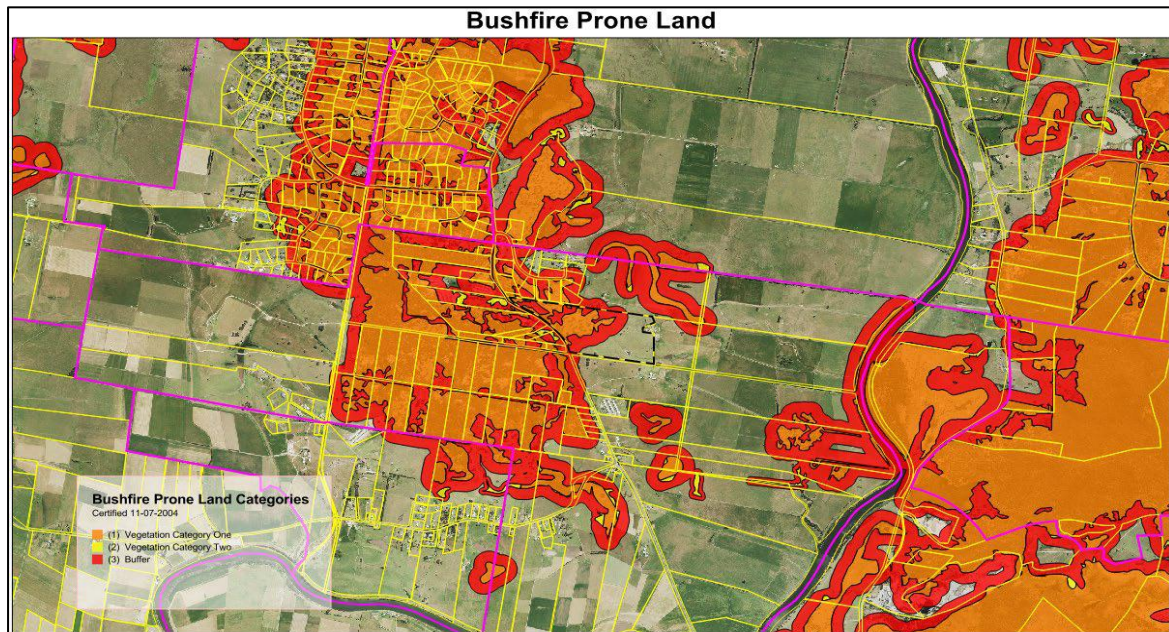 Bushfire Prone Land
Bushfire Prone Land Categories
Certified 11-07-2004
(1) Vegetation Category One
(2) Vegetation Category Two
(3) Buffer